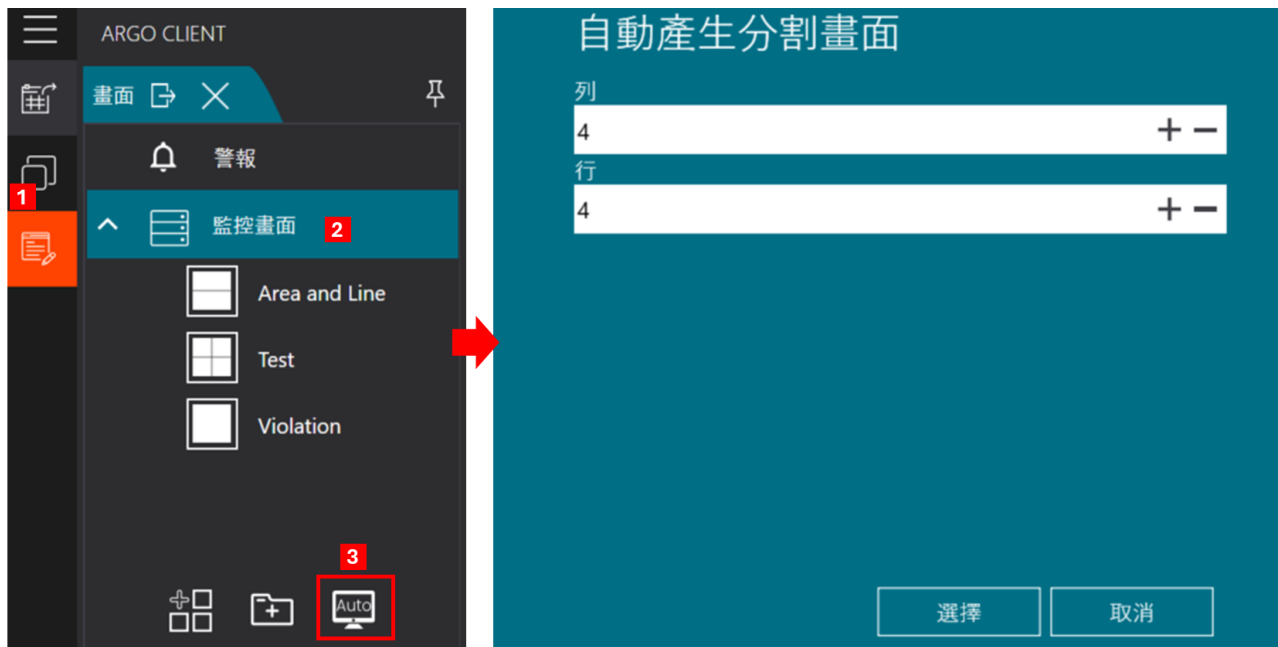 ARGO CLIENT
畫面
警報
1
監控畫面
2
Area and Line
Test
Violation
3
Auto
自動產生分割畫面
列
4
行
4
選擇
取消